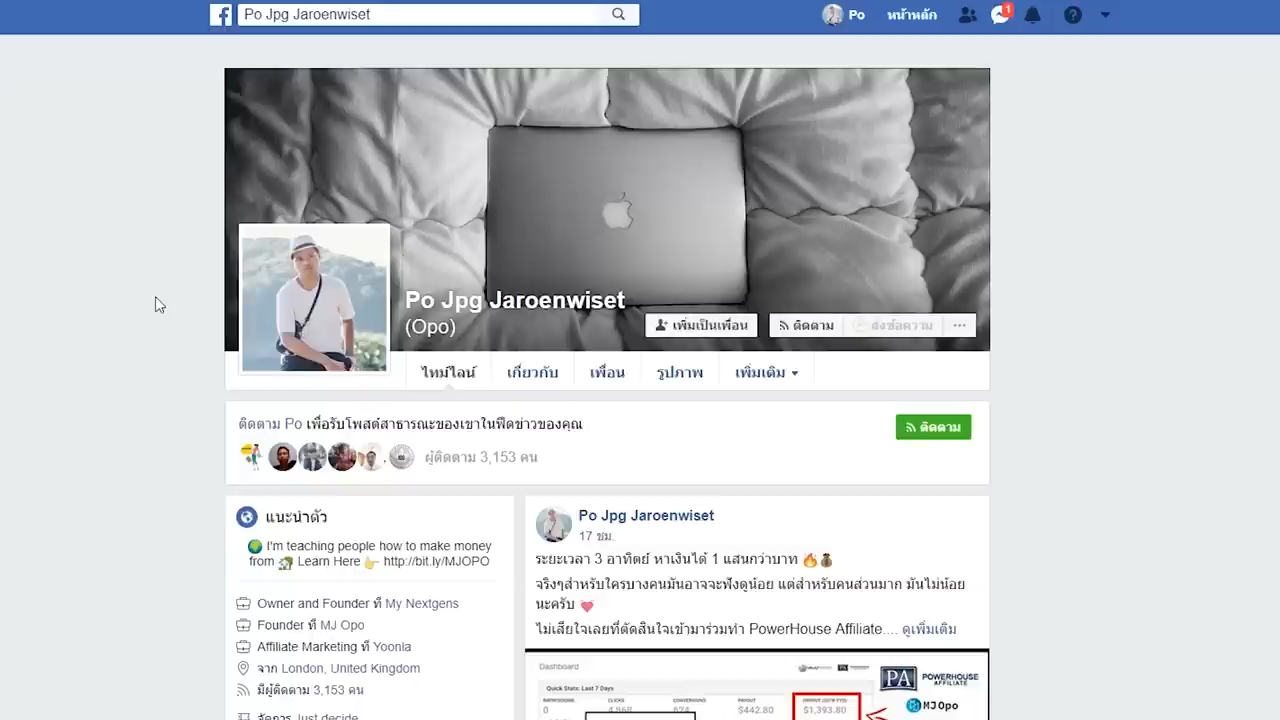 Po Jpg Jaroenwiset
Po
หน้าหลัก
1
Po Jpg Jaroenwiset
(Opo)
เพิ่มเป็นเพื่อน
ติดตาม
ส่งข้อความ
ไทม์ไลน์
เกี่ยวกับ
เพื่อน
รูปภาพ
เพิ่มเติม
ติดตาม Po เพื่อรับโพสต์สาธารณะของเขาในฟีดข่าวของคุณ
ติดตาม
ผู้ติดตาม 3,153 คน
แนะนำตัว
I'm teaching people how to make money
from Learn Here http://bit.ly/MJOPO
Owner and Founder ที่ My Nextgens
Founder ที่ MJ Opo
Affiliate Marketing ที่ Yoonla
จาก London, United Kingdom
มีผู้ติดตาม 3,153 คน
Po Jpg Jaroenwiset
17 ชม.
ระยะเวลา 3 อาทิตย์ หาเงินได้ 1 แสนกว่าบาท
จริงๆสำหรับใครบางคนมันอาจจะฟังดูน้อย แต่สำหรับคนส่วนมาก มันไม่น้อย
นะครับ
ไม่เสียใจเลยที่ตัดสินใจเข้ามาร่วมทำ PowerHouse Affiliate.... ดูเพิ่มเติม
Dashboard
PA POWERHOUSE
AFFILIATE
Quick Stats: Last 7 Days
CLICKS
PAYOUT
$442.80
$1,393.80
MJ Opo